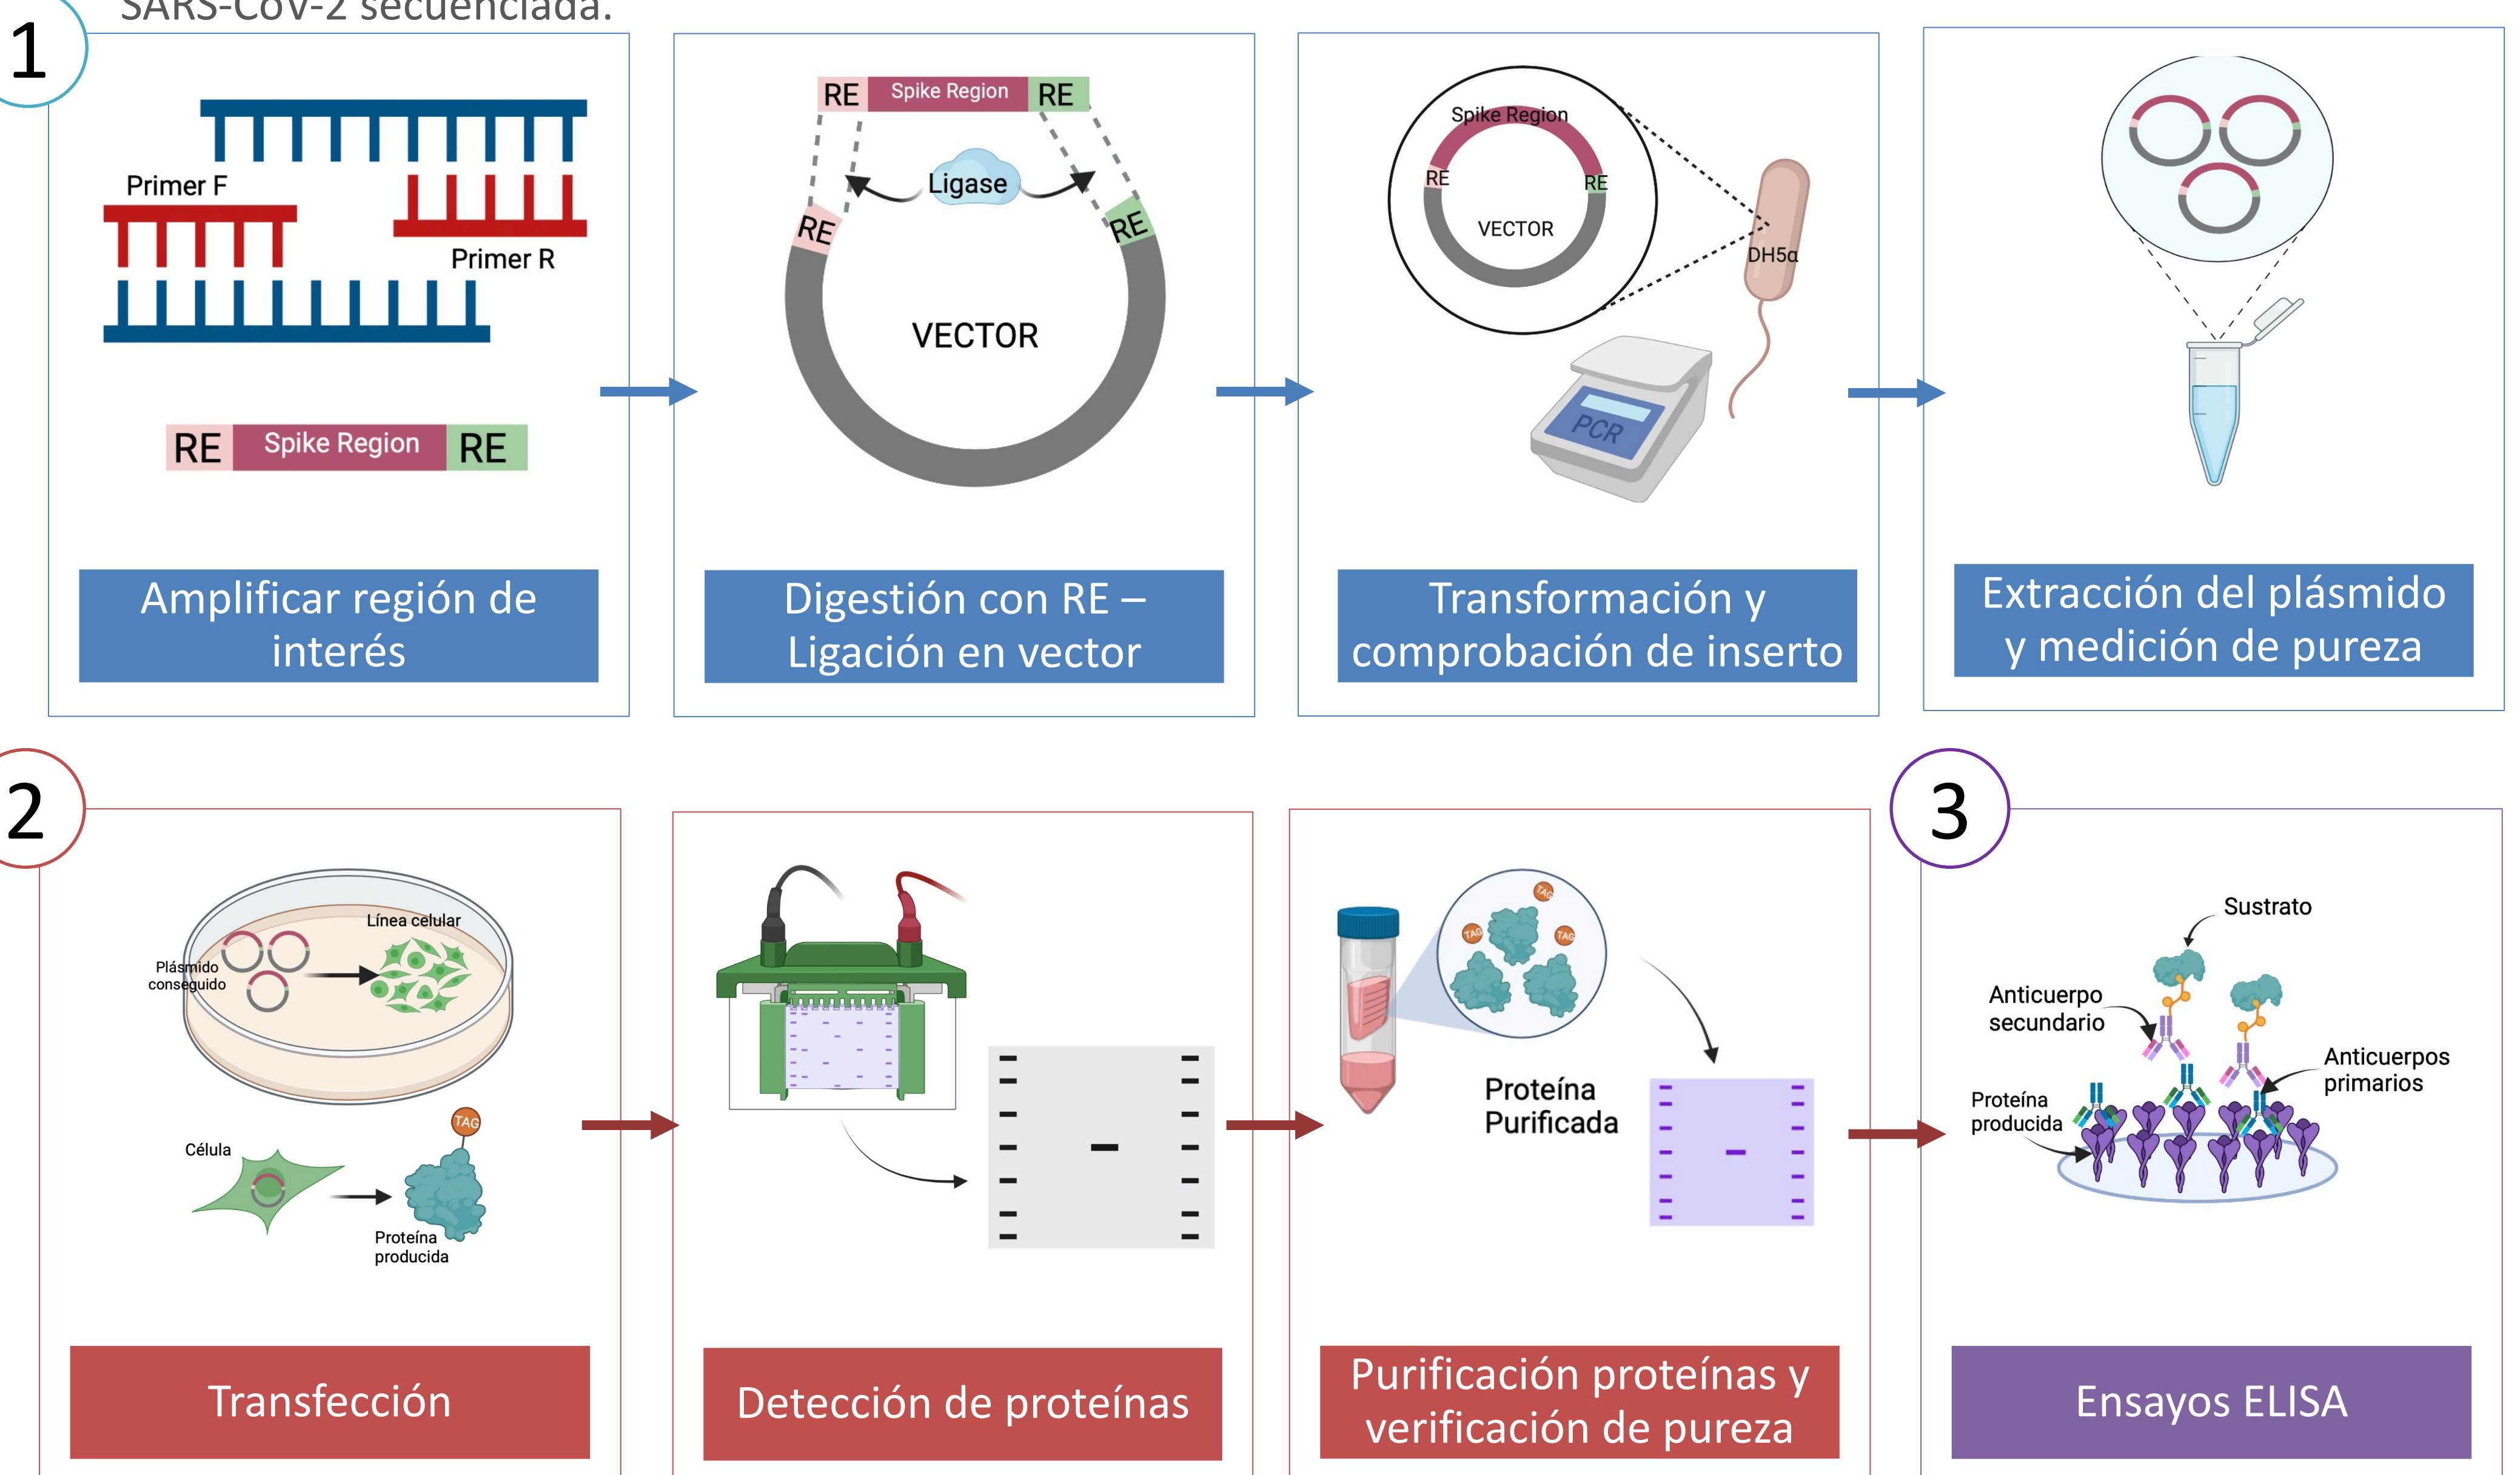 SARS-CoV-2 secuenciada.
1
Primer F
Primer R
RE Spike Region RE
Amplificar región de
interés
RE Spike Region RE
Ligase
RE
RE
VECTOR
Digestión con RE –
Ligación en vector
Spike Region
RE
RE
VECTOR
DH5α
PCR
Transformación y
comprobación de inserto
Extracción del plásmido
y medición de pureza
2
Línea celular
Plásmido
conseguido
TAG
Célula
Proteína
producida
Transfección
Detección de proteínas
TAG
TAG
TAG
Proteína
Purificada
Purificación proteínas y
verificación de pureza
3
Sustrato
Anticuerpo
secundario
Anticuerpos
primarios
Proteína
producida
Ensayos ELISA